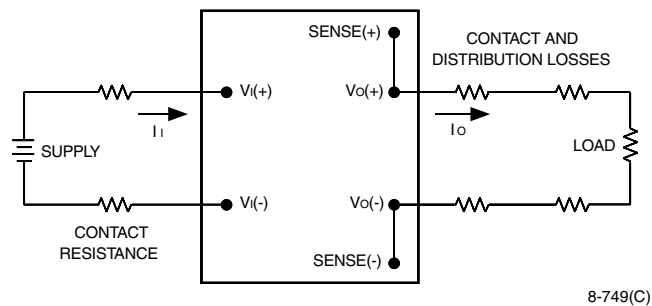 SENSE(+)
CONTACT AND
DISTRIBUTION LOSSES
VI(+)
VO(+)
II
IO
SUPPLY
LOAD
VI(-)
VO(-)
CONTACT
RESISTANCE
SENSE(-)
8-749(C)